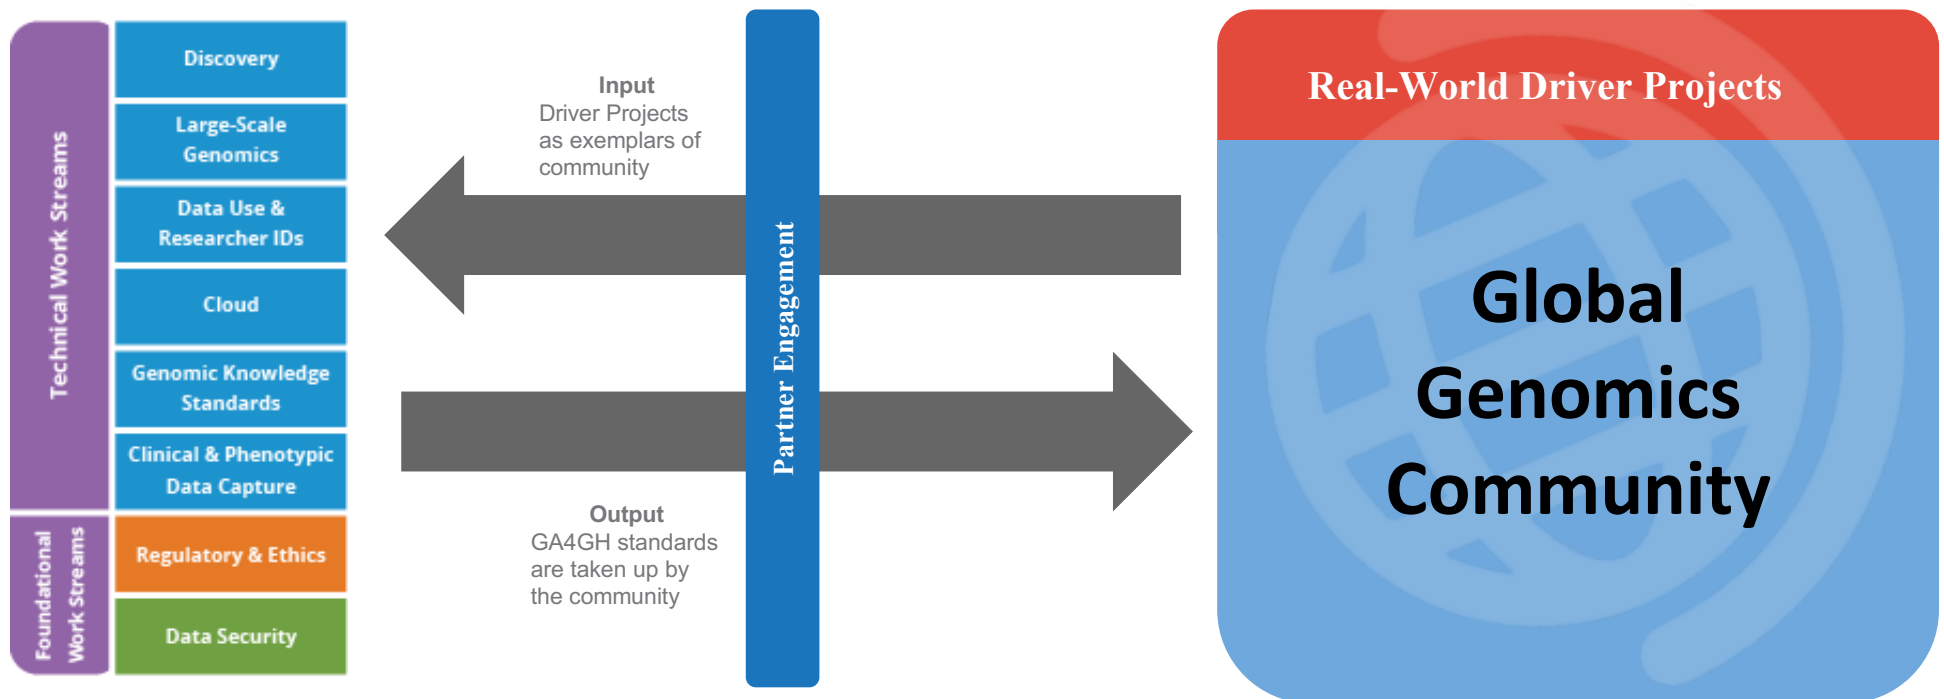 Technical Work Streams
Discovery
Large-Scale
Genomics
Data Use &
Researcher IDs
Cloud
Genomic Knowledge
Standards
Clinical & Phenotypic
Data Capture
Foundational
Work Streams
Regulatory & Ethics
Data Security
Input
Driver Projects
as exemplars of
community
Output
GA4GH standards
are taken up by
the community
Partner Engagement
Real-World Driver Projects
Global
Genomics
Community